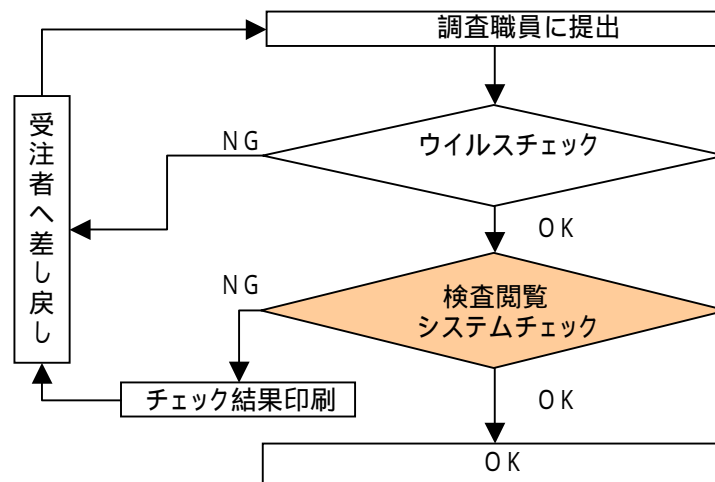 調査職員に提出
受注者へ差し戻し
NG
ウイルスチェック
OK
NG
検査閲覧
システムチェック
チェック結果印刷
OK
OK